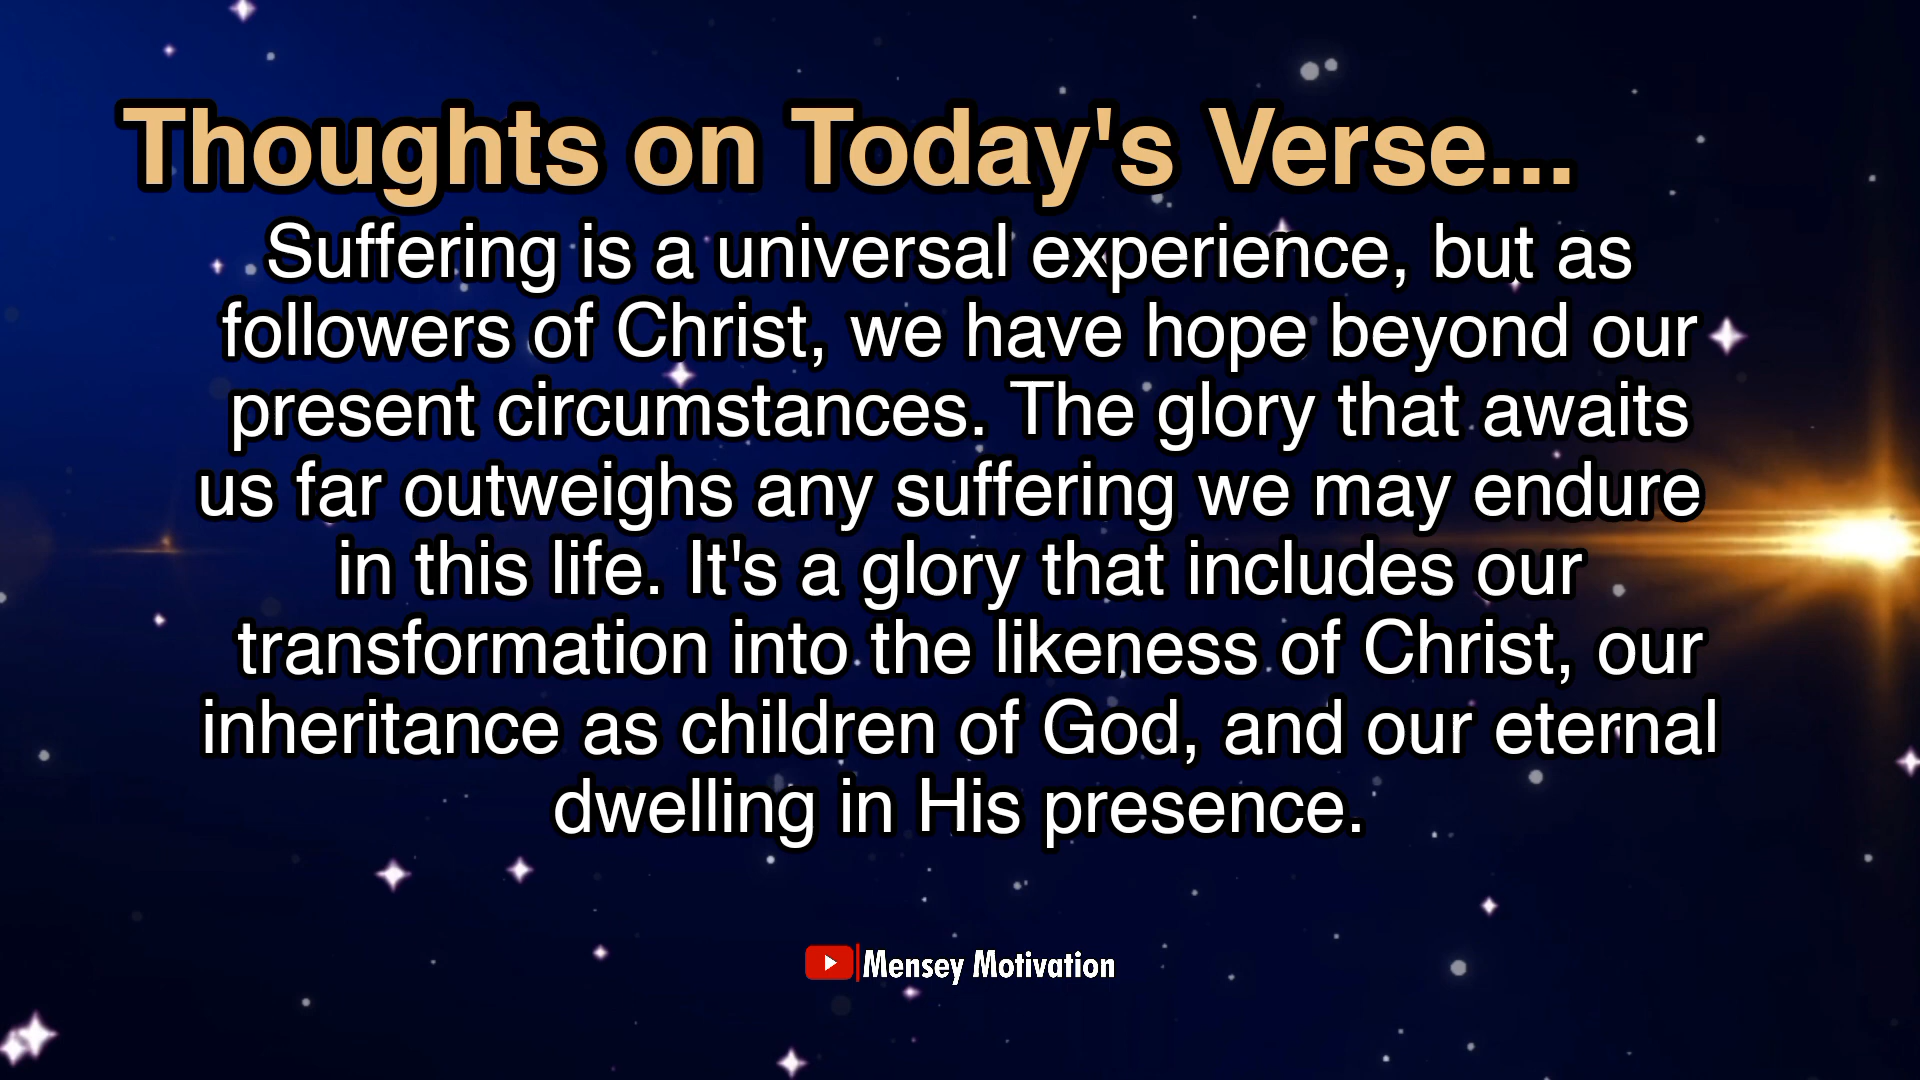 Thoughts on Today's Verse...
Suffering is a universal experience, but as
followers of Christ, we have hope beyond our
present circumstances. The glory that awaits
us far outweighs any suffering we may endure
in this life. It's a glory that includes our
transformation into the likeness of Christ, our
inheritance as children of God, and our eternal
dwelling in His presence.
Mensey Motivation